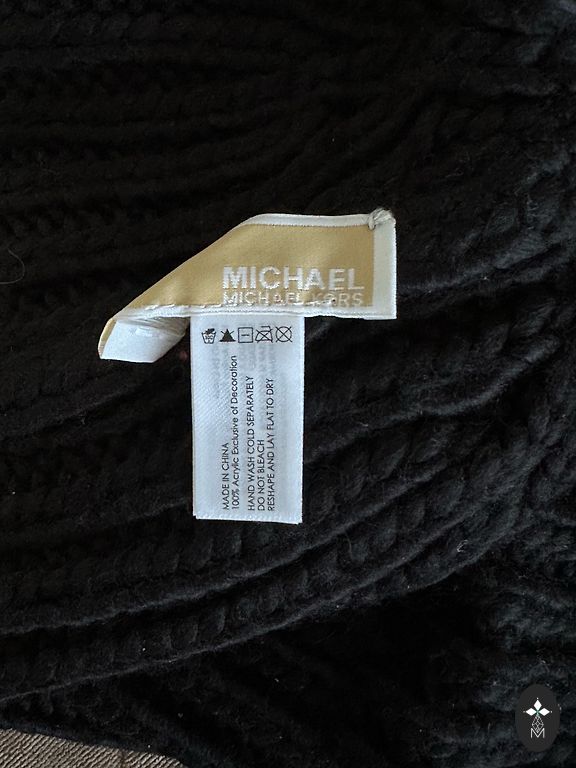 MICHAEL
MICHAEL KORS
MADE IN CHINA
100% Acrylic Exclusive of Decoration
HAND WASH COLD SEPARATELY
DO NOT BLEACH
RESHAPE AND LAY FLAT TO DRY
M